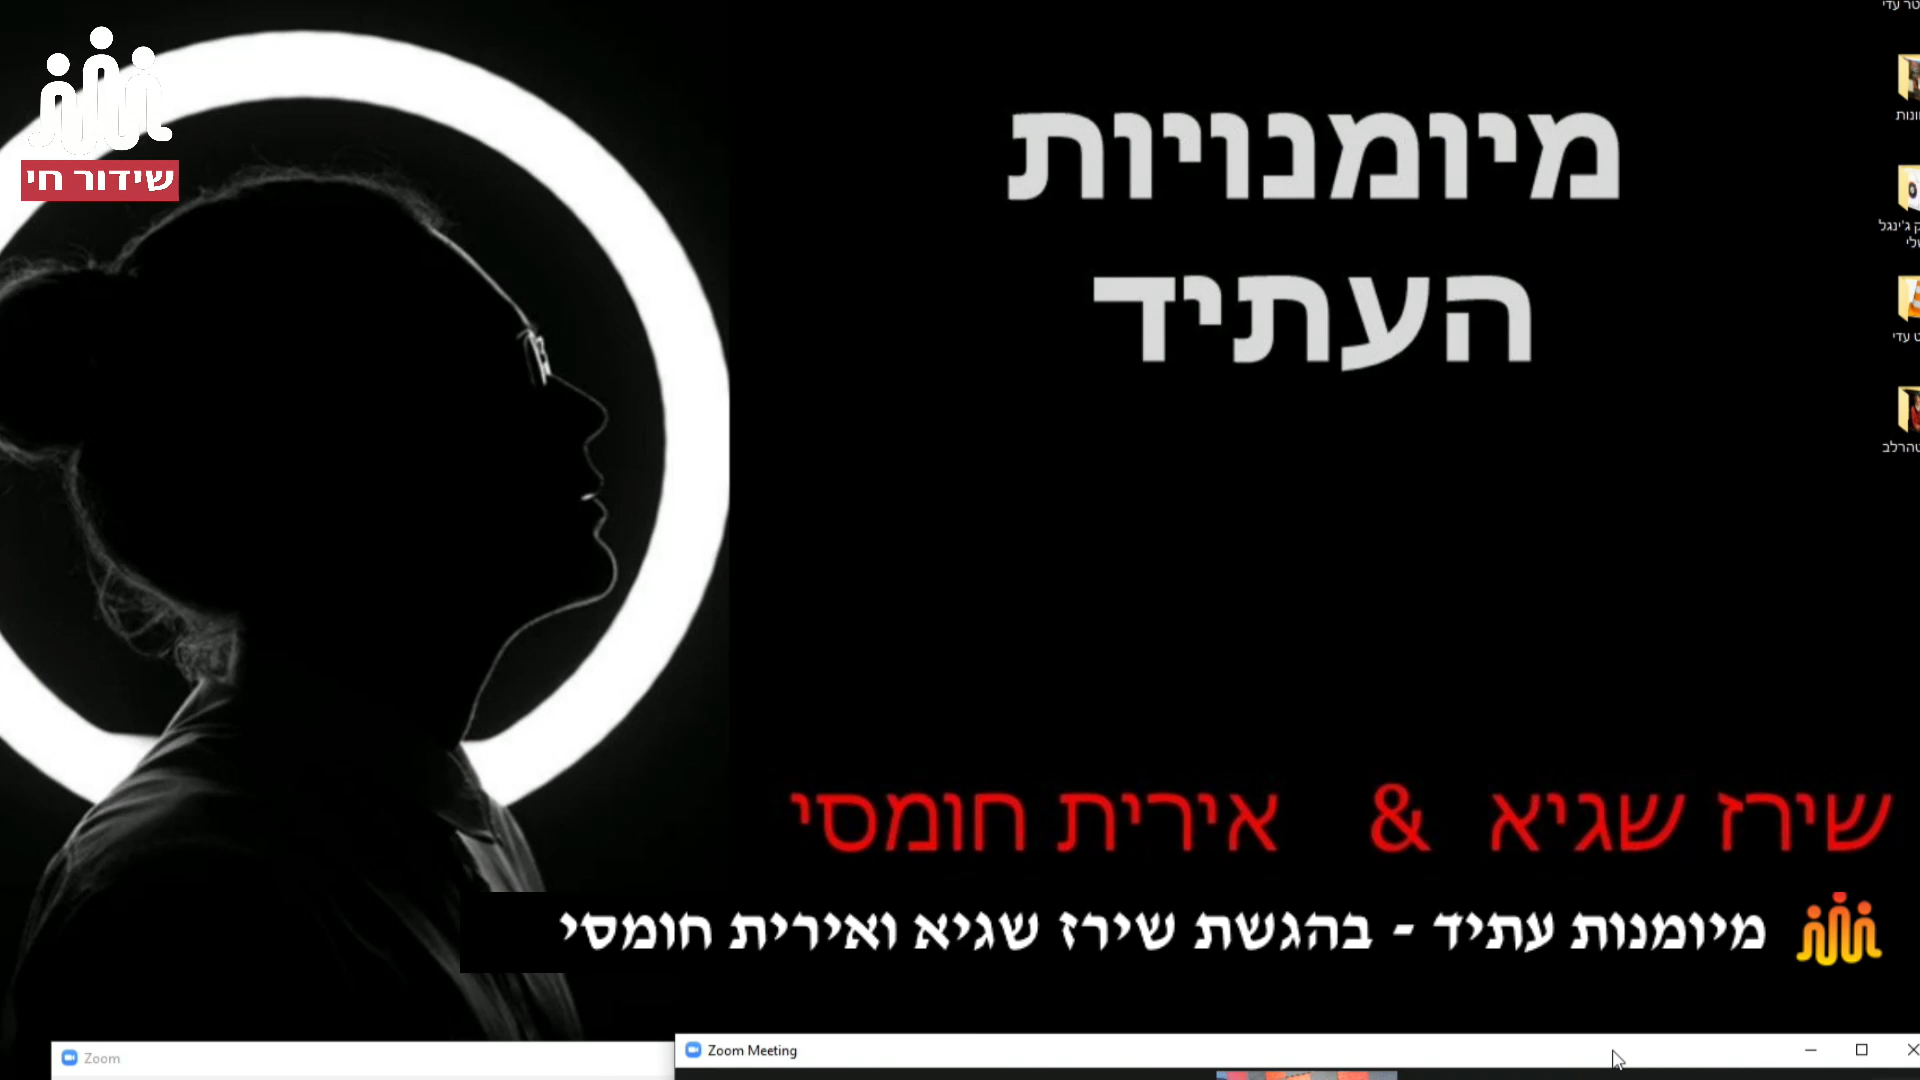 שידור חי
מיומנויות
העתיד
שירז שגיא & אירית חומסי
מיומנות עתיד - בהגשת שירז שגיא ואירית חומסי
Zoom
Zoom Meeting